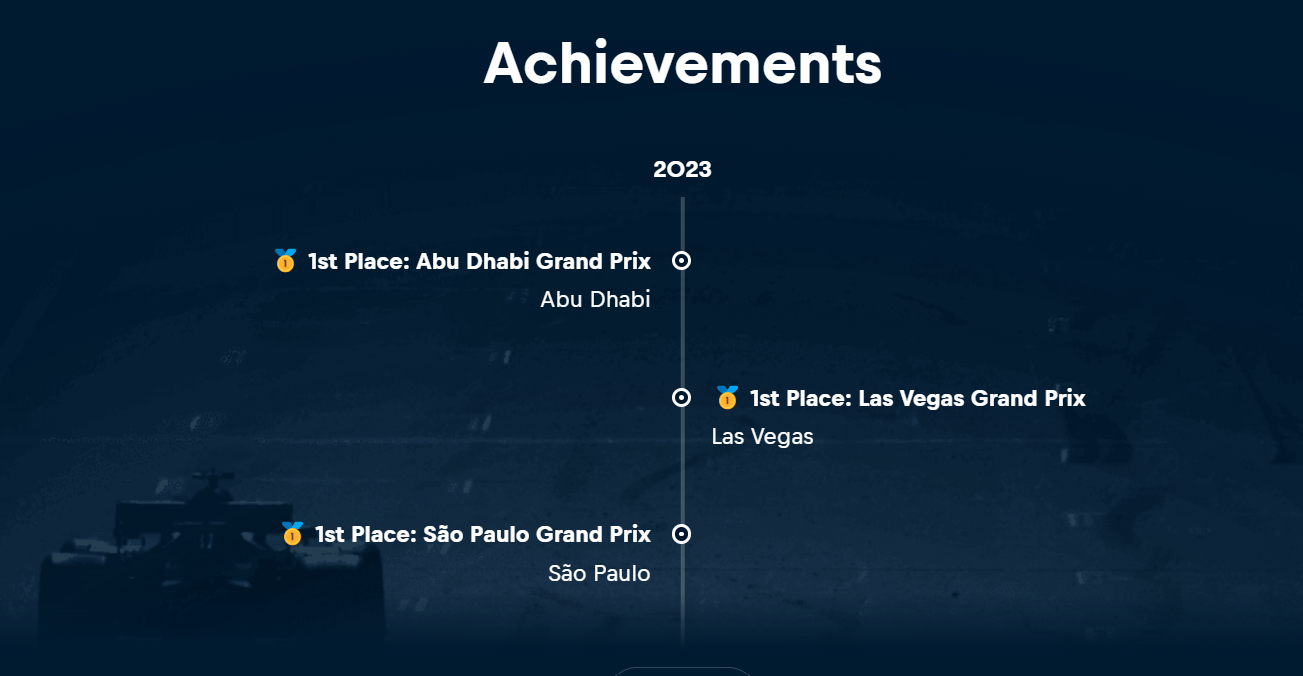 Achievements
2023
1st Place: Abu Dhabi Grand Prix
Abu Dhabi
1st Place: Las Vegas Grand Prix
Las Vegas
1st Place: São Paulo Grand Prix
São Paulo